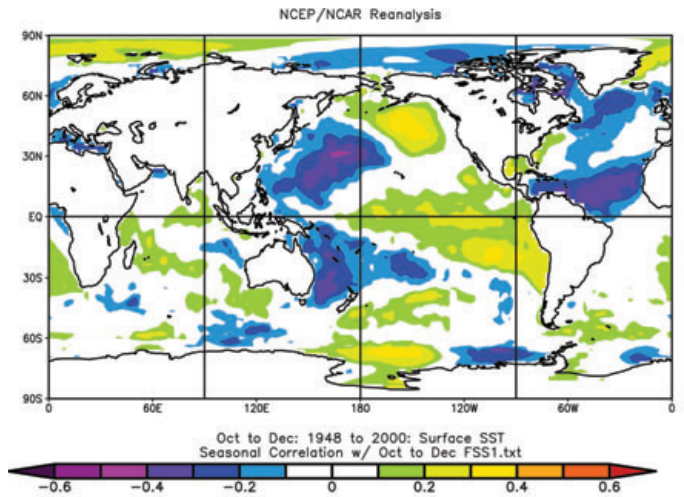 NCEP/NCAR Reanalysis
90N
60N
30N
EQ
30S
60S
90S
0 60E 120E 180 120W 60W 0
Oct to Dec: 1948 to 2000: Surface SST
Seasonal Correlation w/ Oct to Dec FSS1.txt
−0.6 −0.4 −0.2 0 0.2 0.4 0.6